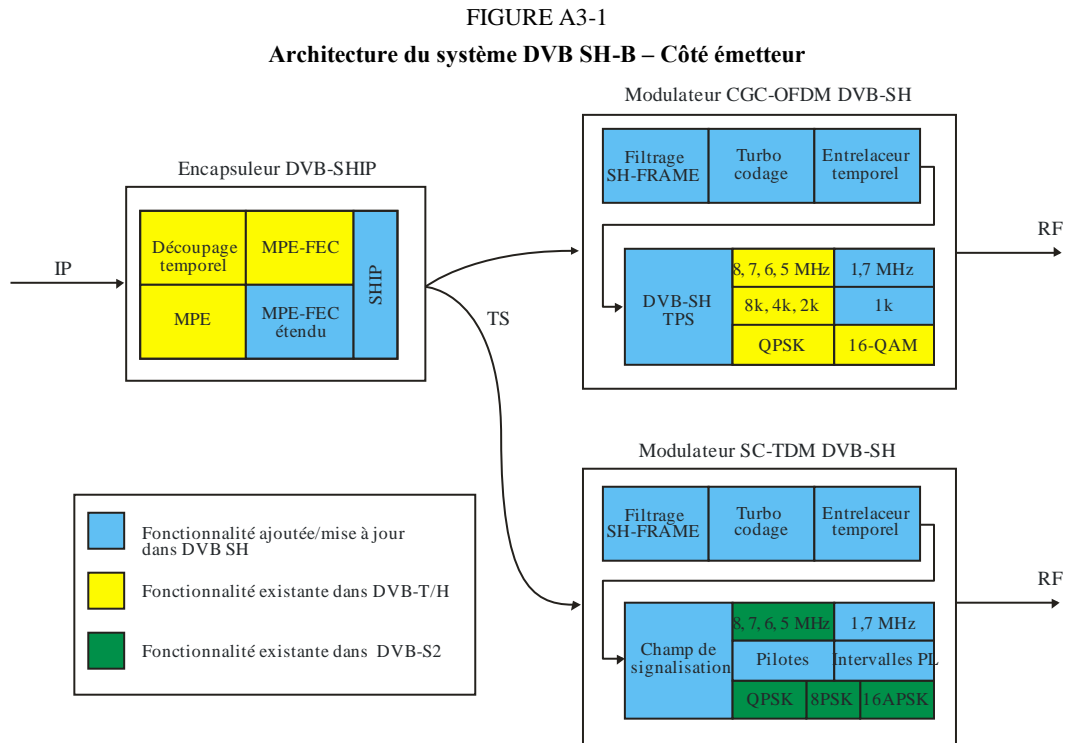 FIGURE A3-1
Architecture du système DVB SH-B – Côté émetteur
Modulateur CGC-OFDM DVB-SH
Filtrage
SH-FRAME
Turbo
codage
Entrelaceur
temporel
Encapsuleur DVB-SHIP
Découpage
temporel
MPE-FEC
MPE
MPE-FEC
étendu
SHIP
IP
TS
RF
DVB-SH
TPS
8, 7, 6, 5 MHz
1,7 MHz
8k, 4k, 2k
1k
QPSK
16-QAM
Modulateur SC-TDM DVB-SH
Filtrage
SH-FRAME
Turbo
codage
Entrelaceur
temporel
RF
Champ de
signalisation
8, 7, 6, 5 MHz
1,7 MHz
Pilotes
Intervalles PL
QPSK
8PSK
16APSK
Fonctionnalité ajoutée/mise à jour
dans DVB SH
Fonctionnalité existante dans DVB-T/H
Fonctionnalité existante dans DVB-S2